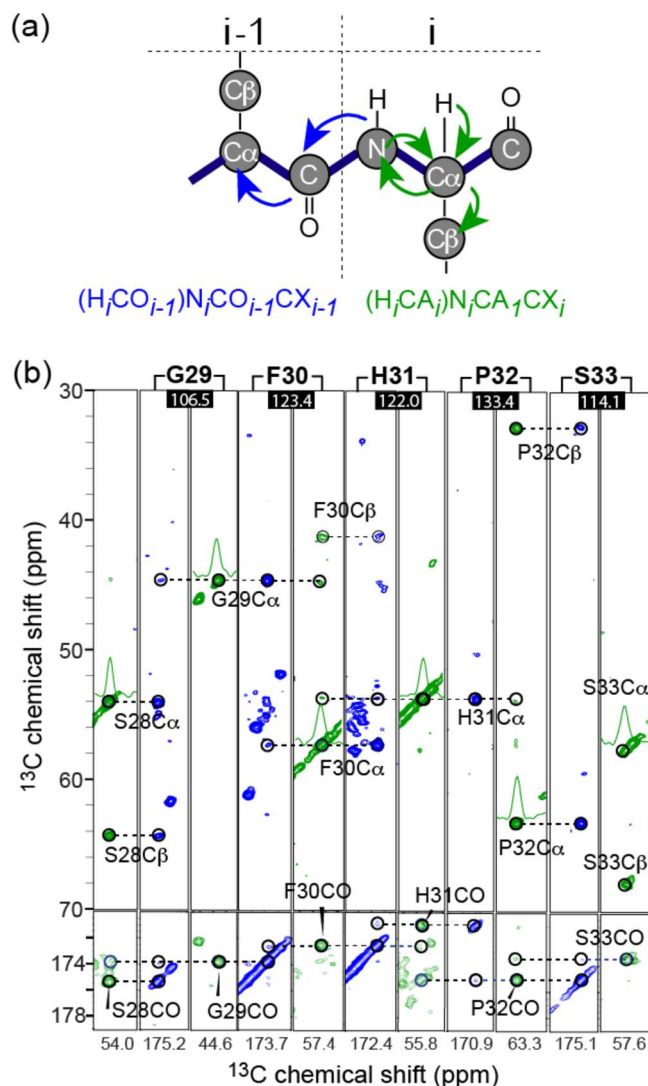 (a)
i-1 i
Cβ H H O
Cα C N Cα C
O Cβ
(HᵢCOᵢ₋₁)NᵢCOᵢ₋₁CXᵢ₋₁ (HᵢCAᵢ)NᵢCA₁CXᵢ
(b)
G29 F30 H31 P32 S33
106.5 123.4 122.0 133.4 114.1
30
P32Cβ
40
F30Cβ
G29Cα
50
S33Cα
S28Cα H31Cα
F30Cα
60
S28Cβ P32Cα S33Cβ
70
F30CO H31CO
S33CO
174
S28CO G29CO P32CO
178
54.0 175.2 44.6 173.7 57.4 172.4 55.8 170.9 63.3 175.1 57.6
¹³C chemical shift (ppm)
¹³C chemical shift (ppm)